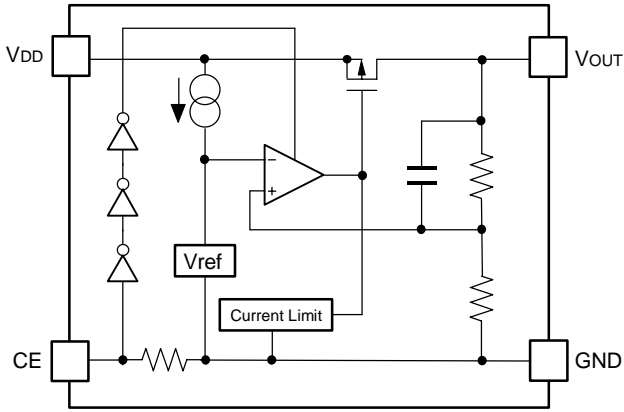 VDD
VOUT
−
+
Vref
Current Limit
CE
GND